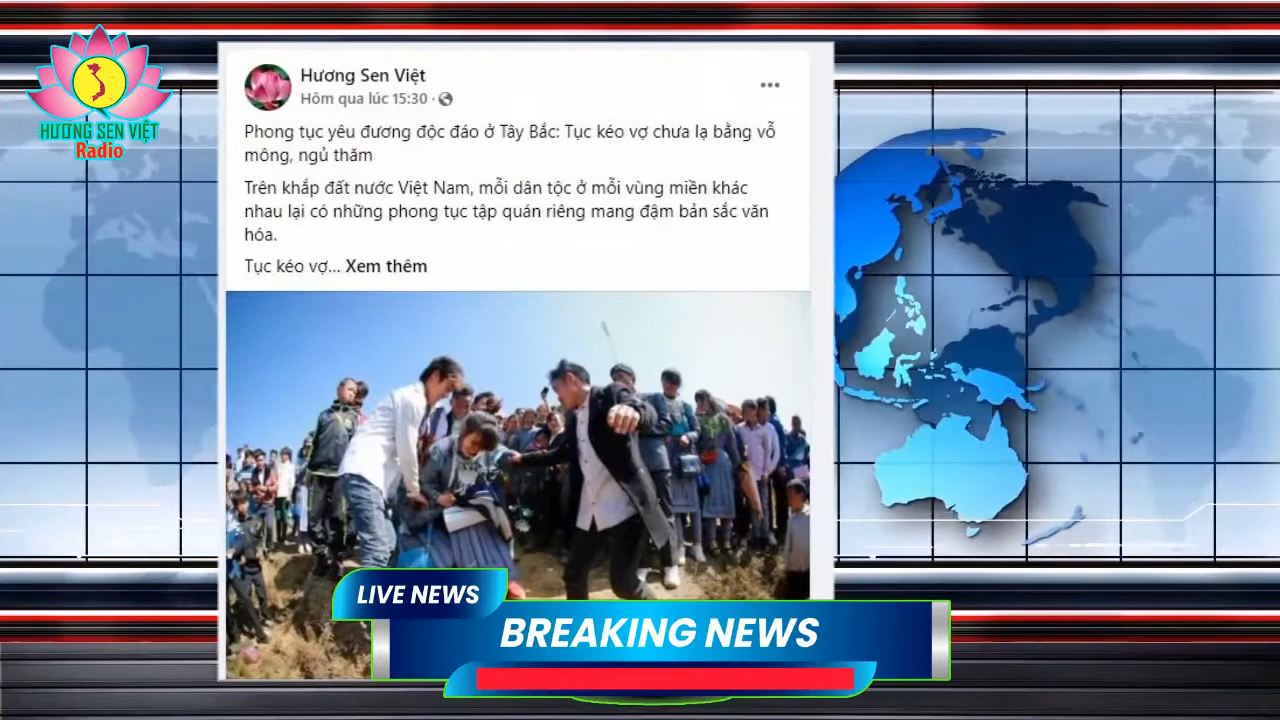 HƯƠNG SEN VIỆT
Radio
Hương Sen Việt
Hôm qua lúc 15:30 ·
Phong tục yêu đương độc đáo ở Tây Bắc: Tục kéo vợ chưa lạ bằng vỗ
mông, ngủ thăm
Trên khắp đất nước Việt Nam, mỗi dân tộc ở mỗi vùng miền khác
nhau lại có những phong tục tập quán riêng mang đậm bản sắc văn
hóa.
Tục kéo vợ... Xem thêm
LIVE NEWS
BREAKING NEWS